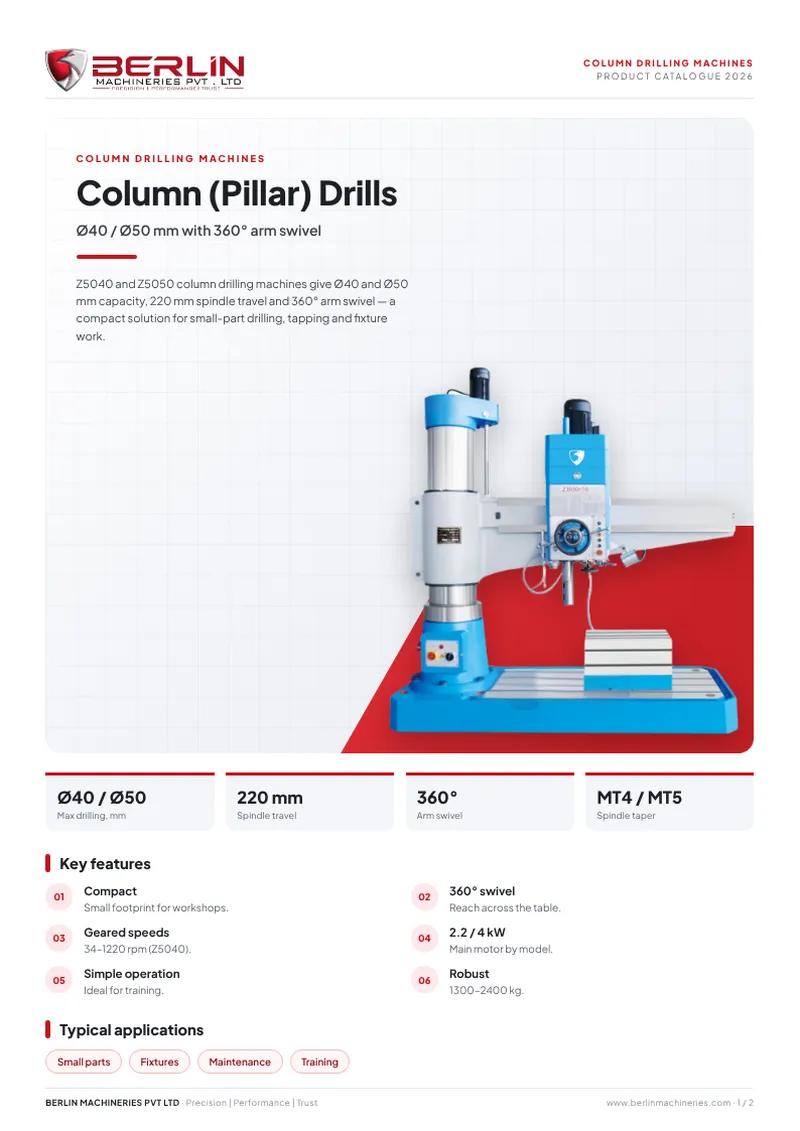 BERLIN
MACHINERIES PVT . LTD
PRECISION | PERFORMANCE | TRUST
COLUMN DRILLING MACHINES
PRODUCT CATALOGUE 2026
COLUMN DRILLING MACHINES
Column (Pillar) Drills
Ø40 / Ø50 mm with 360° arm swivel
Z5040 and Z5050 column drilling machines give Ø40 and Ø50
mm capacity, 220 mm spindle travel and 360° arm swivel — a
compact solution for small-part drilling, tapping and fixture
work.
Ø40 / Ø50
Max drilling, mm
220 mm
Spindle travel
360°
Arm swivel
MT4 / MT5
Spindle taper
Key features
01 Compact
Small footprint for workshops.
02 360° swivel
Reach across the table.
03 Geared speeds
34–1220 rpm (Z5040).
04 2.2 / 4 kW
Main motor by model.
05 Simple operation
Ideal for training.
06 Robust
1300–2400 kg.
Typical applications
Small parts
Fixtures
Maintenance
Training
BERLIN MACHINERIES PVT LTD · Precision | Performance | Trust
www.berlinmachineries.com · 1 / 2